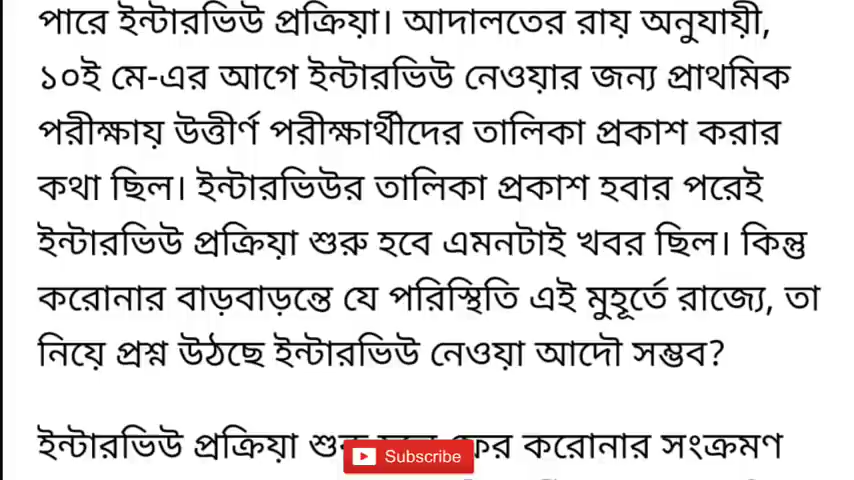 পারে ইন্টারভিউ প্রক্রিয়া। আদালতের রায় অনুযায়ী,
১০ই মে-এর আগে ইন্টারভিউ নেওয়ার জন্য প্রাথমিক
পরীক্ষায় উত্তীর্ণ পরীক্ষার্থীদের তালিকা প্রকাশ করার
কথা ছিল। ইন্টারভিউর তালিকা প্রকাশ হবার পরেই
ইন্টারভিউ প্রক্রিয়া শুরু হবে এমনটাই খবর ছিল। কিন্তু
করোনার বাড়বাড়ন্তে যে পরিস্থিতি এই মুহূর্তে রাজ্যে, তা
নিয়ে প্রশ্ন উঠছে ইন্টারভিউ নেওয়া আদৌ সম্ভব?
ইন্টারভিউ প্রক্রিয়া করোনার সংক্রমণ
Subscribe